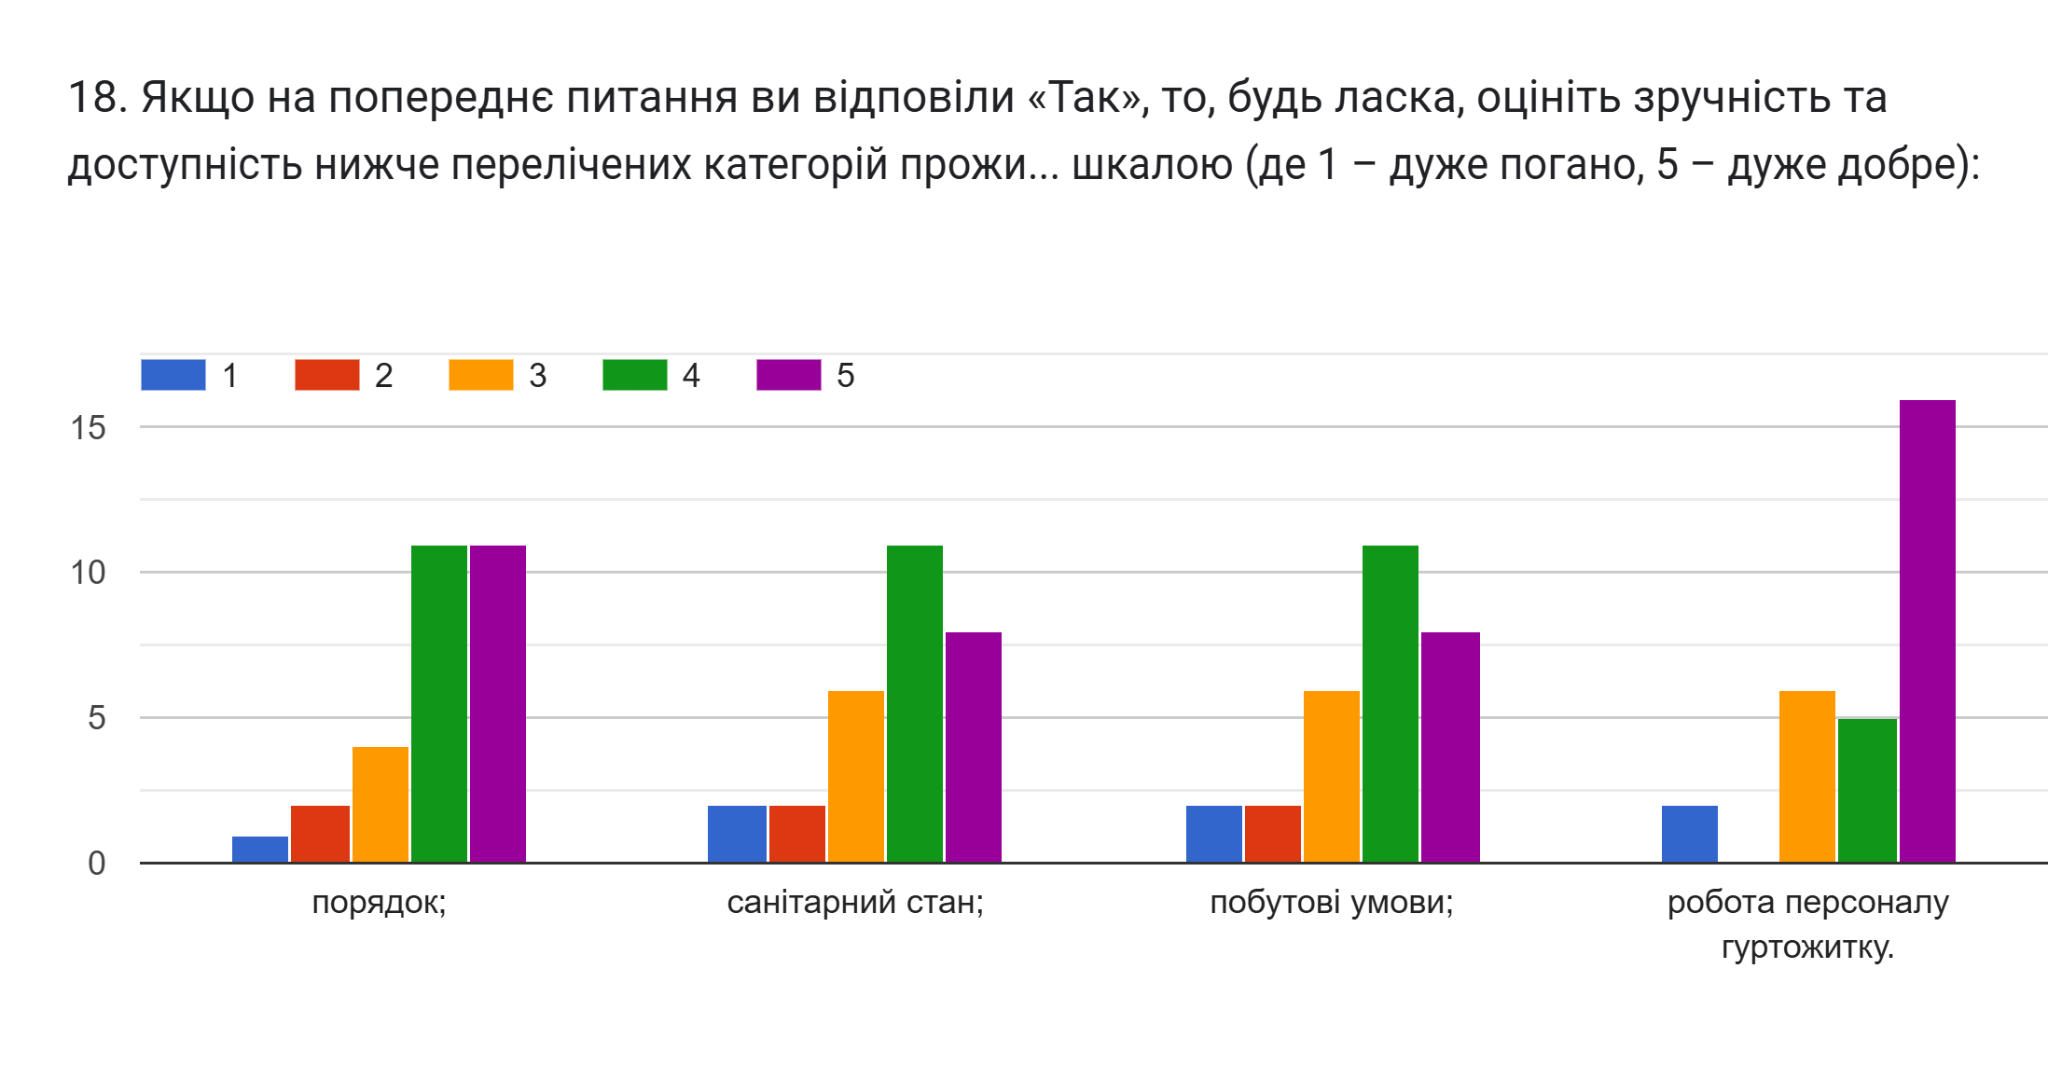 18. Якщо на попереднє питання ви відповіли «Так», то, будь ласка, оцініть зручність та
доступність нижче перелічених категорій прожи... шкалою (де 1 – дуже погано, 5 – дуже добре):
1 2 3 4 5
15
10
5
0
порядок; санітарний стан; побутові умови; робота персоналу
гуртожитку.